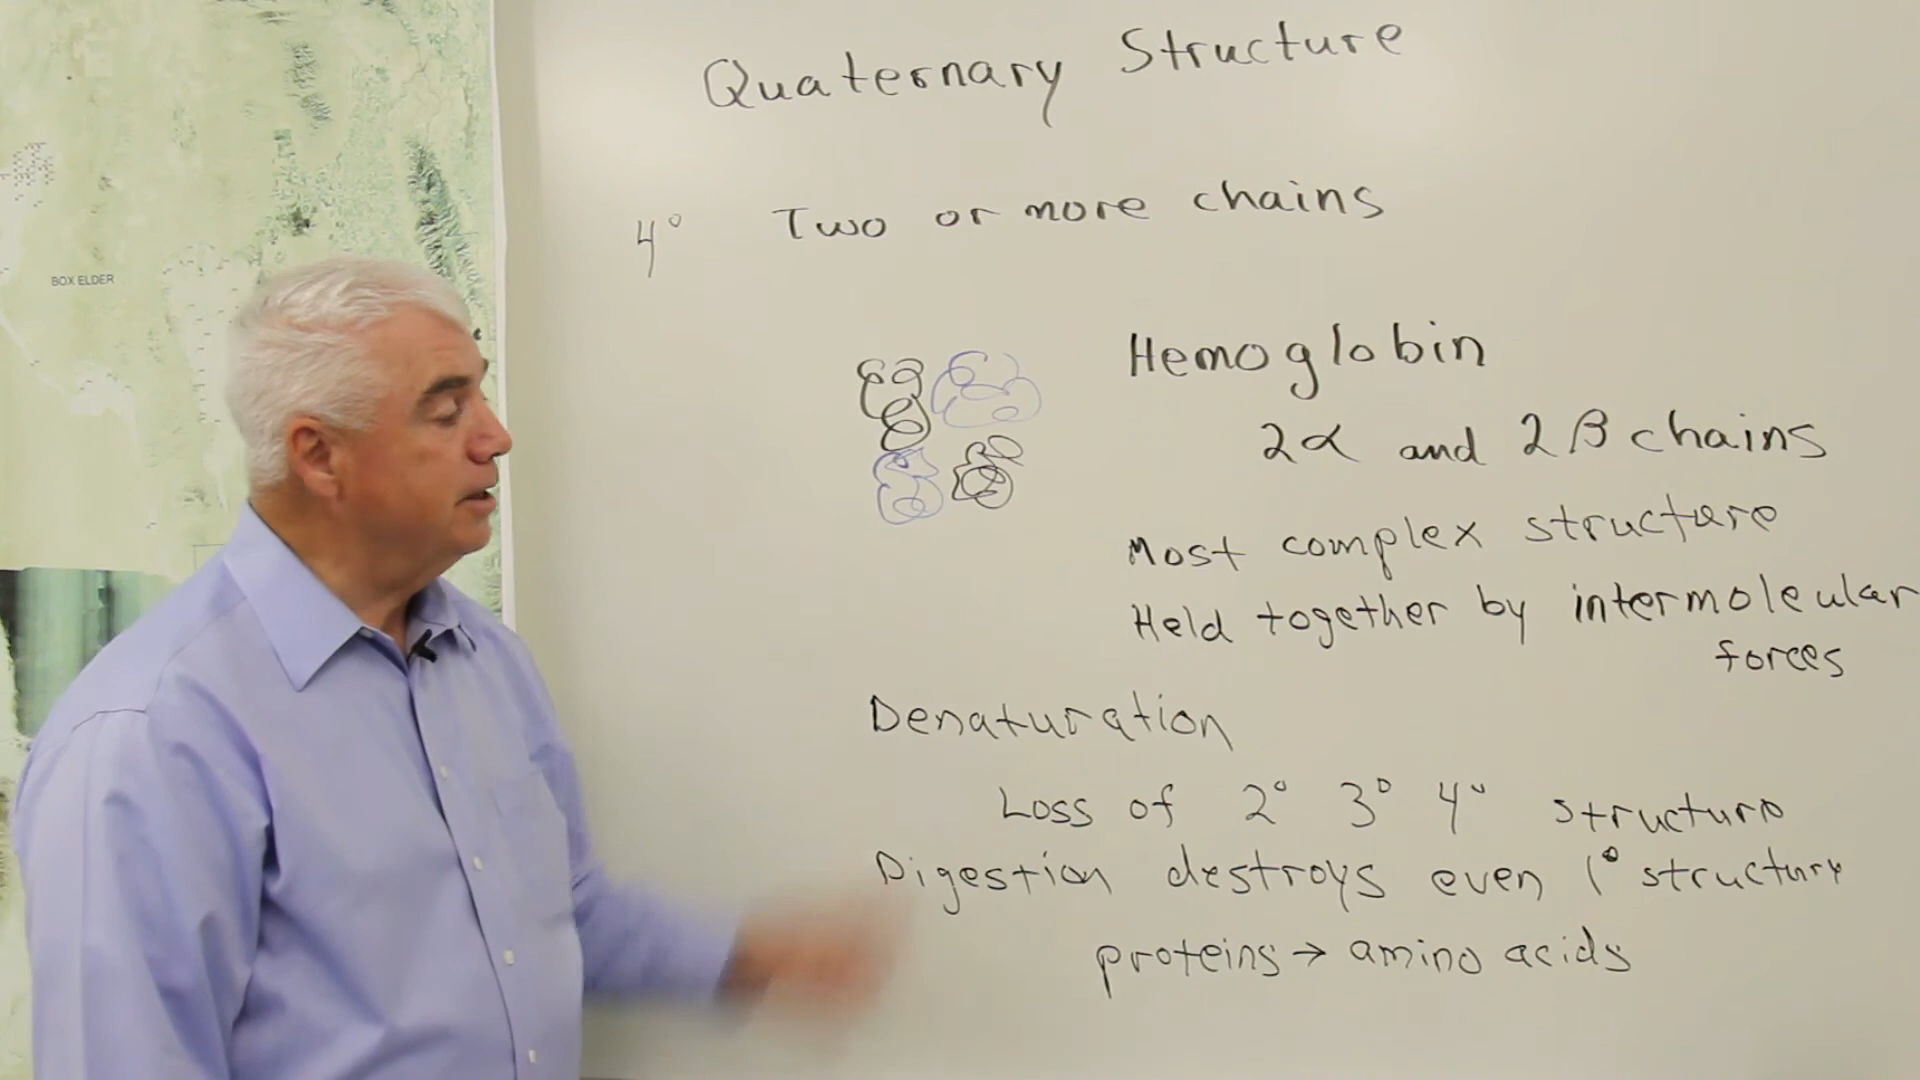 Quaternary Structure
4° Two or more chains
Hemoglobin
2α and 2β chains
Most complex structure
Held together by intermoleular
forces
Denaturation
Loss of 2° 3° 4° structure
Digestion destroys even 1° structure
proteins → amino acids
BOX ELDER